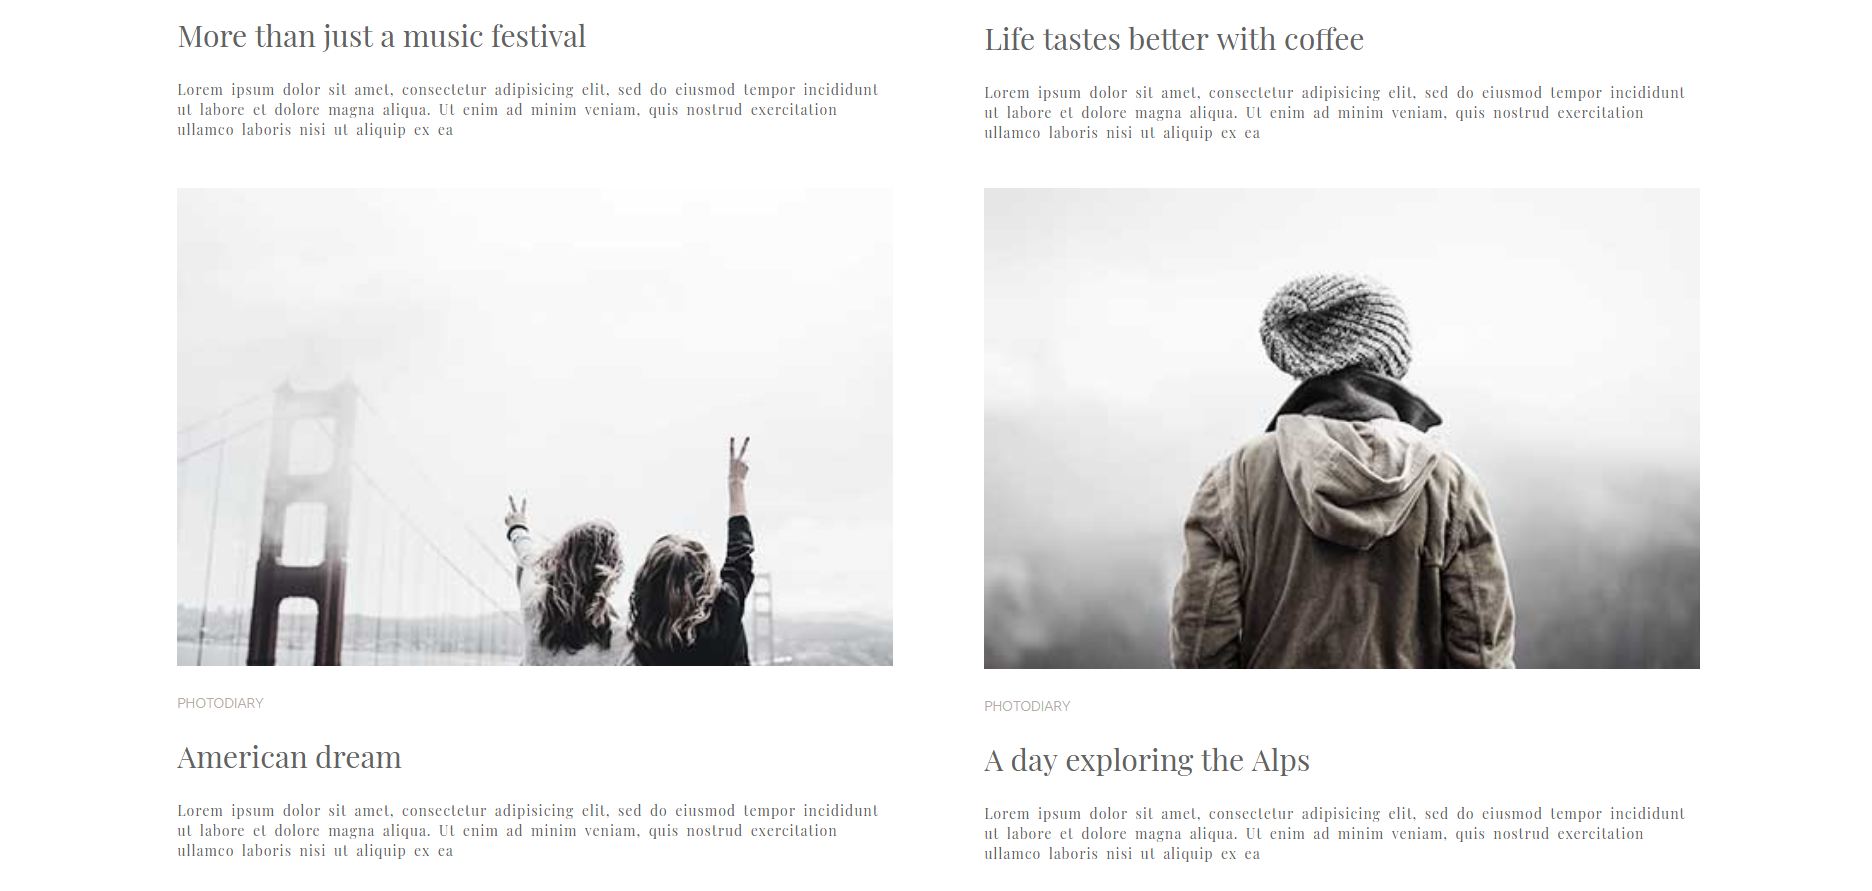 More than just a music festival
Lorem ipsum dolor sit amet, consectetur adipisicing elit, sed do eiusmod tempor incididunt
ut labore et dolore magna aliqua. Ut enim ad minim veniam, quis nostrud exercitation
ullamco laboris nisi ut aliquip ex ea
Life tastes better with coffee
Lorem ipsum dolor sit amet, consectetur adipisicing elit, sed do eiusmod tempor incididunt
ut labore et dolore magna aliqua. Ut enim ad minim veniam, quis nostrud exercitation
ullamco laboris nisi ut aliquip ex ea
PHOTODIARY
American dream
Lorem ipsum dolor sit amet, consectetur adipisicing elit, sed do eiusmod tempor incididunt
ut labore et dolore magna aliqua. Ut enim ad minim veniam, quis nostrud exercitation
ullamco laboris nisi ut aliquip ex ea
PHOTODIARY
A day exploring the Alps
Lorem ipsum dolor sit amet, consectetur adipisicing elit, sed do eiusmod tempor incididunt
ut labore et dolore magna aliqua. Ut enim ad minim veniam, quis nostrud exercitation
ullamco laboris nisi ut aliquip ex ea